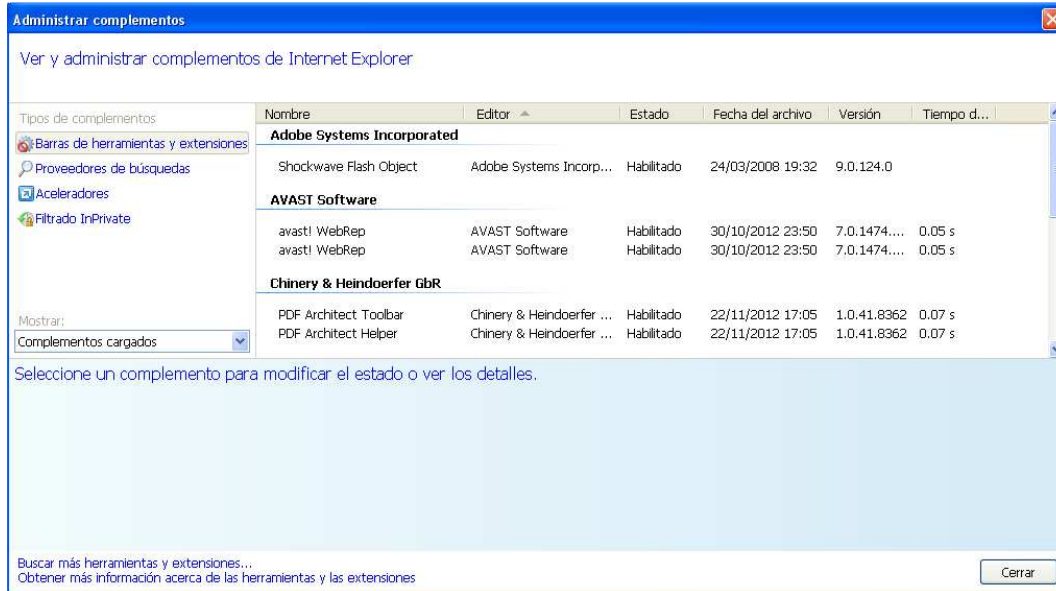 Administrar complementos
Ver y administrar complementos de Internet Explorer
Tipos de complementos
Barras de herramientas y extensiones
Proveedores de búsquedas
Aceleradores
Filtrado InPrivate
Mostrar:
Complementos cargados
Nombre Editor Estado Fecha del archivo Versión Tiempo d...
Adobe Systems Incorporated
Shockwave Flash Object Adobe Systems Incorp... Habilitado 24/03/2008 19:32 9.0.124.0
AVAST Software
avast! WebRep AVAST Software Habilitado 30/10/2012 23:50 7.0.1474.... 0.05 s
avast! WebRep AVAST Software Habilitado 30/10/2012 23:50 7.0.1474.... 0.05 s
Chinery & Heindoerfer GbR
PDF Architect Toolbar Chinery & Heindoerfer ... Habilitado 22/11/2012 17:05 1.0.41.8362 0.07 s
PDF Architect Helper Chinery & Heindoerfer ... Habilitado 22/11/2012 17:05 1.0.41.8362 0.07 s
Seleccione un complemento para modificar el estado o ver los detalles.
Buscar más herramientas y extensiones...
Obtener más información acerca de las herramientas y las extensiones
Cerrar